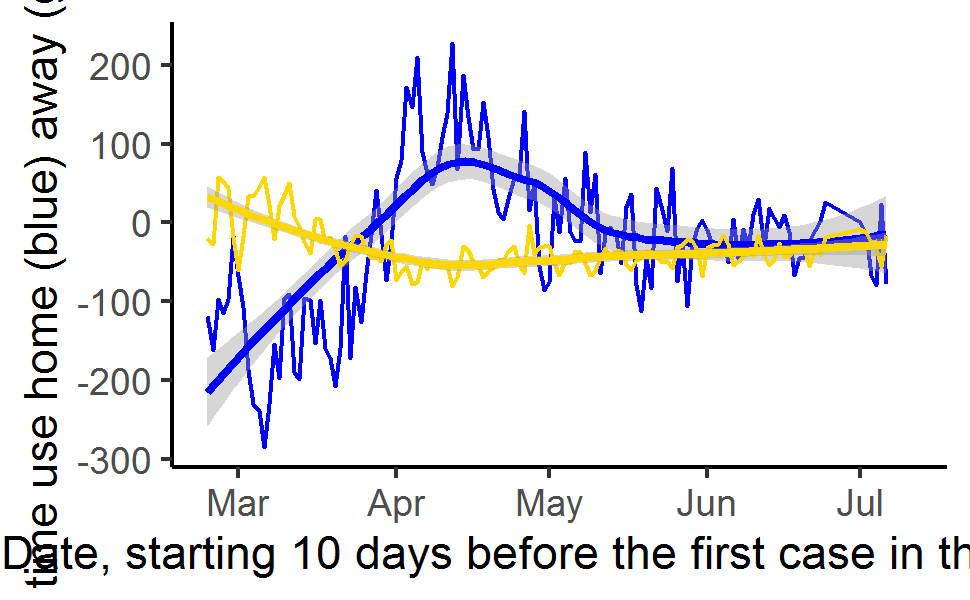 time use home (blue) away (
200
100
0
-100
-200
-300
Mar Apr May Jun Jul
Date, starting 10 days before the first case in th